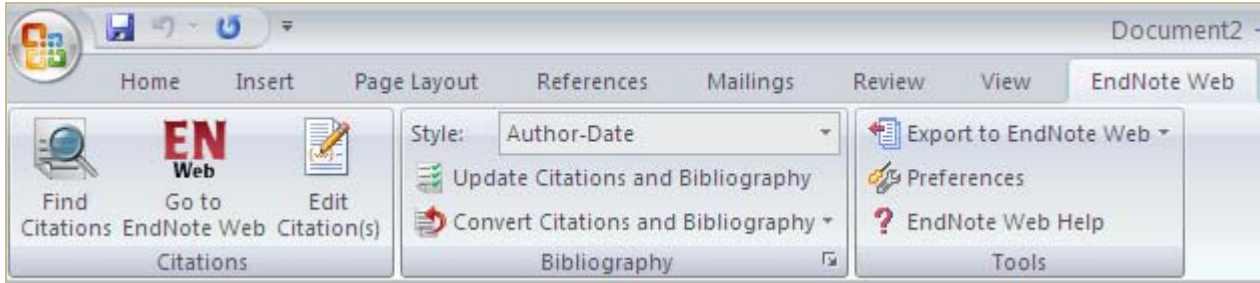 Document2 -
Home Insert Page Layout References Mailings Review View EndNote Web
Find Citations
EN Web
Go to EndNote Web
Edit Citation(s)
Citations
Style: Author-Date
Update Citations and Bibliography
Convert Citations and Bibliography
Bibliography
Export to EndNote Web
Preferences
? EndNote Web Help
Tools